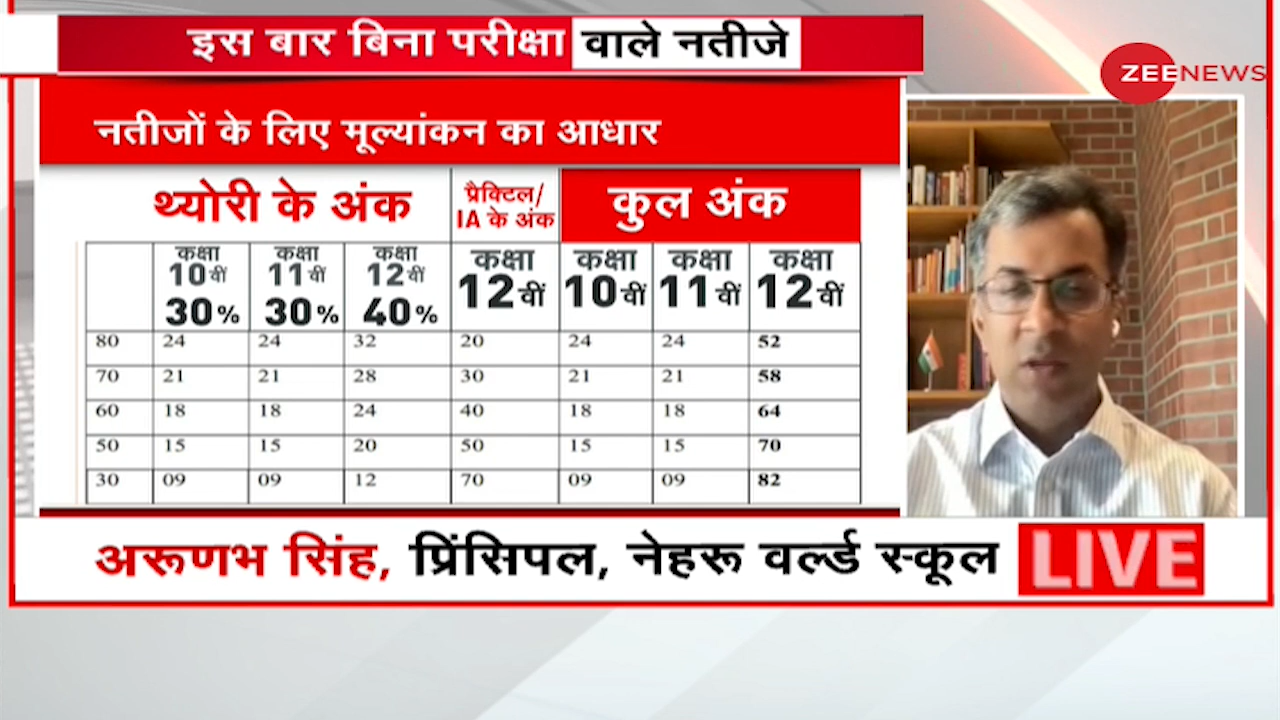 इस बार बिना परीक्षा वाले नतीजे
ZEENEWS
नतीजों के लिए मूल्यांकन का आधार
थ्योरी के अंक प्रैक्टिल/ IA के अंक कुल अंक
कक्षा 10वीं 30% कक्षा 11वीं 30% कक्षा 12वीं 40% कक्षा 12वीं कक्षा 10वीं कक्षा 11वीं कक्षा 12वीं
80 24 24 32 20 24 24 52
70 21 21 28 30 21 21 58
60 18 18 24 40 18 18 64
50 15 15 20 50 15 15 70
30 09 09 12 70 09 09 82
अरूणभ सिंह, प्रिंसिपल, नेहरू वर्ल्ड स्कूल LIVE